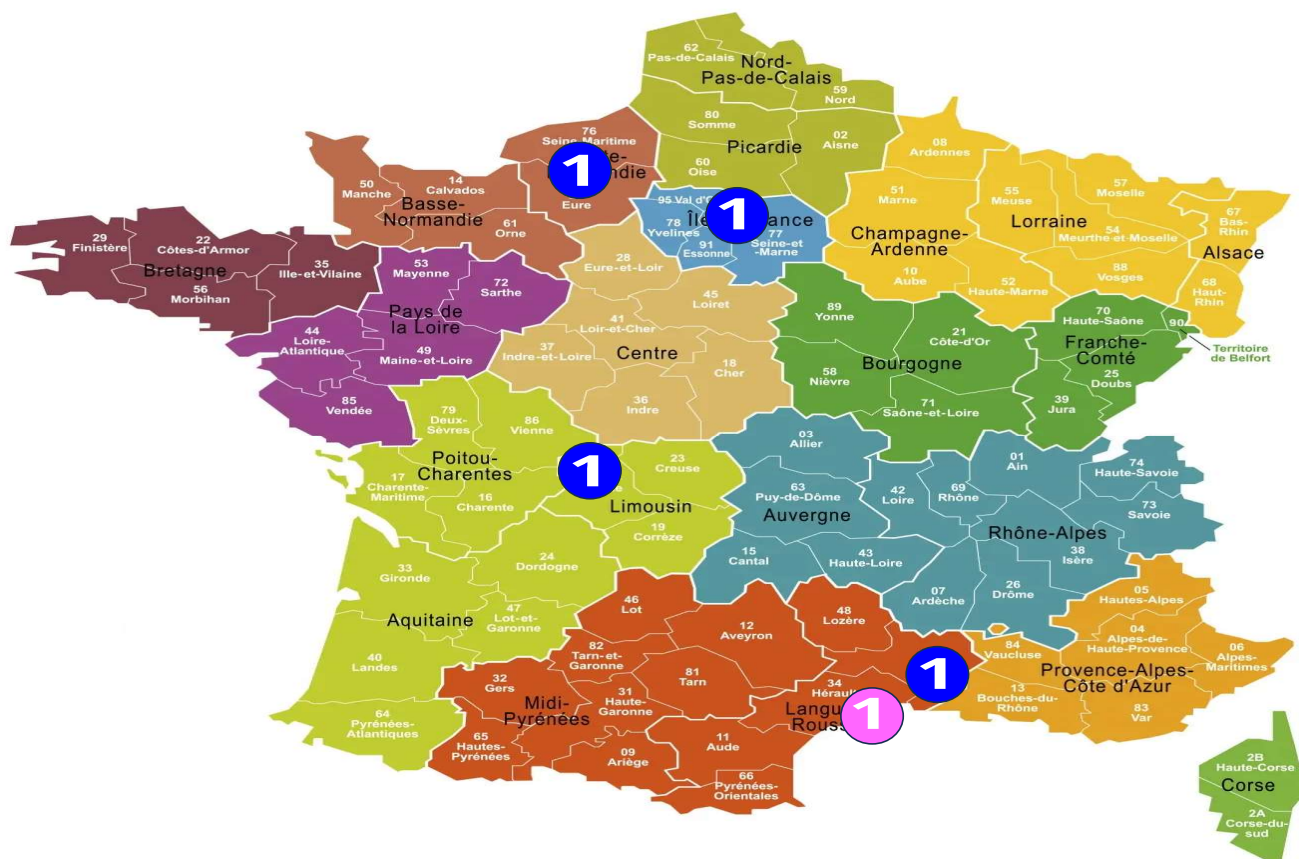 62
Pas-de-Calais
Nord-
Pas-de-Calais
59
Nord
80
Somme
02
Aisne
Picardie
60
Oise
76
Seine-Maritime
1
Eure
50
Manche
14
Calvados
Basse-
Normandie
61
Orne
95 Val d'O
1
78
Yvelines
91
Essonne
77
Seine-et
-Marne
08
Ardennes
51
Marne
Champagne-
Ardenne
10
Aube
52
Haute-Marne
55
Meuse
57
Moselle
Lorraine
54
Meurthe-et-Moselle
88
Vosges
67
Bas-
Rhin
Alsace
68
Haut-
Rhin
29
Finistère
22
Côtes-d'Armor
Bretagne
35
Ille-et-Vilaine
56
Morbihan
53
Mayenne
72
Sarthe
Pays de
la Loire
44
Loire-
Atlantique
49
Maine-et-Loire
85
Vendée
28
Eure-et-Loir
45
Loiret
41
Loir-et-Cher
37
Indre-et-Loire
Centre
18
Cher
36
Indre
89
Yonne
21
Côte-d'Or
58
Nièvre
Bourgogne
71
Saône-et-Loire
70
Haute-Saône
90
Territoire
de Belfort
Franche-
Comté
25
Doubs
39
Jura
79
Deux-
Sèvres
86
Vienne
Poitou-
Charentes
17
Charente-
Maritime
16
Charente
1
23
Creuse
Limousin
19
Corrèze
03
Allier
63
Puy-de-Dôme
Auvergne
15
Cantal
43
Haute-Loire
42
Loire
69
Rhône
01
Ain
74
Haute-Savoie
73
Savoie
Rhône-Alpes
38
Isère
07
Ardèche
26
Drôme
24
Dordogne
33
Gironde
47
Lot-et-
Garonne
Aquitaine
40
Landes
64
Pyrénées-
Atlantiques
46
Lot
12
Aveyron
82
Tarn-et-
Garonne
81
Tarn
32
Gers
31
Haute-
Garonne
Midi-
Pyrénées
65
Hautes-
Pyrénées
09
Ariège
48
Lozère
1
34
Hérault
1
11
Aude
66
Pyrénées-
Orientales
05
Hautes-Alpes
04
Alpes-de-
Haute-Provence
06
Alpes-
Maritimes
84
Vaucluse
Provence-Alpes-
Côte d'Azur
13
Bouches-du-
Rhône
83
Var
2B
Haute-Corse
Corse
2A
Corse-du-
sud